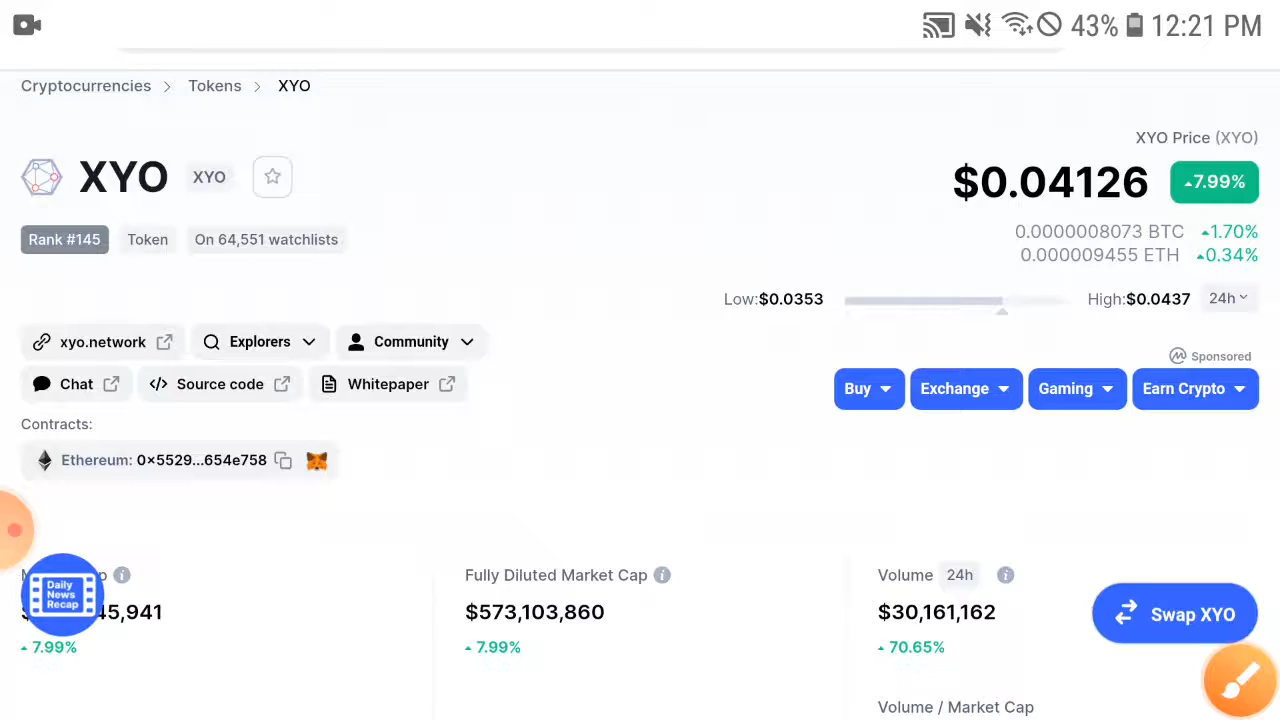 43% 12:21 PM
Cryptocurrencies > Tokens > XYO
XYO Price (XYO)
XYO XYO
$0.04126 7.99%
Rank #145 Token On 64,551 watchlists
0.0000008073 BTC 1.70%
0.000009455 ETH 0.34%
Low:$0.0353 High:$0.0437 24h
xyo.network Explorers Community
Sponsored
Chat Source code Whitepaper
Buy Exchange Gaming Earn Crypto
Contracts:
Ethereum: 0x5529...654e758
Fully Diluted Market Cap
Volume 24h
Daily
News
Recap
45,941
$573,103,860
$30,161,162
Swap XYO
7.99%
7.99%
70.65%
Volume / Market Cap